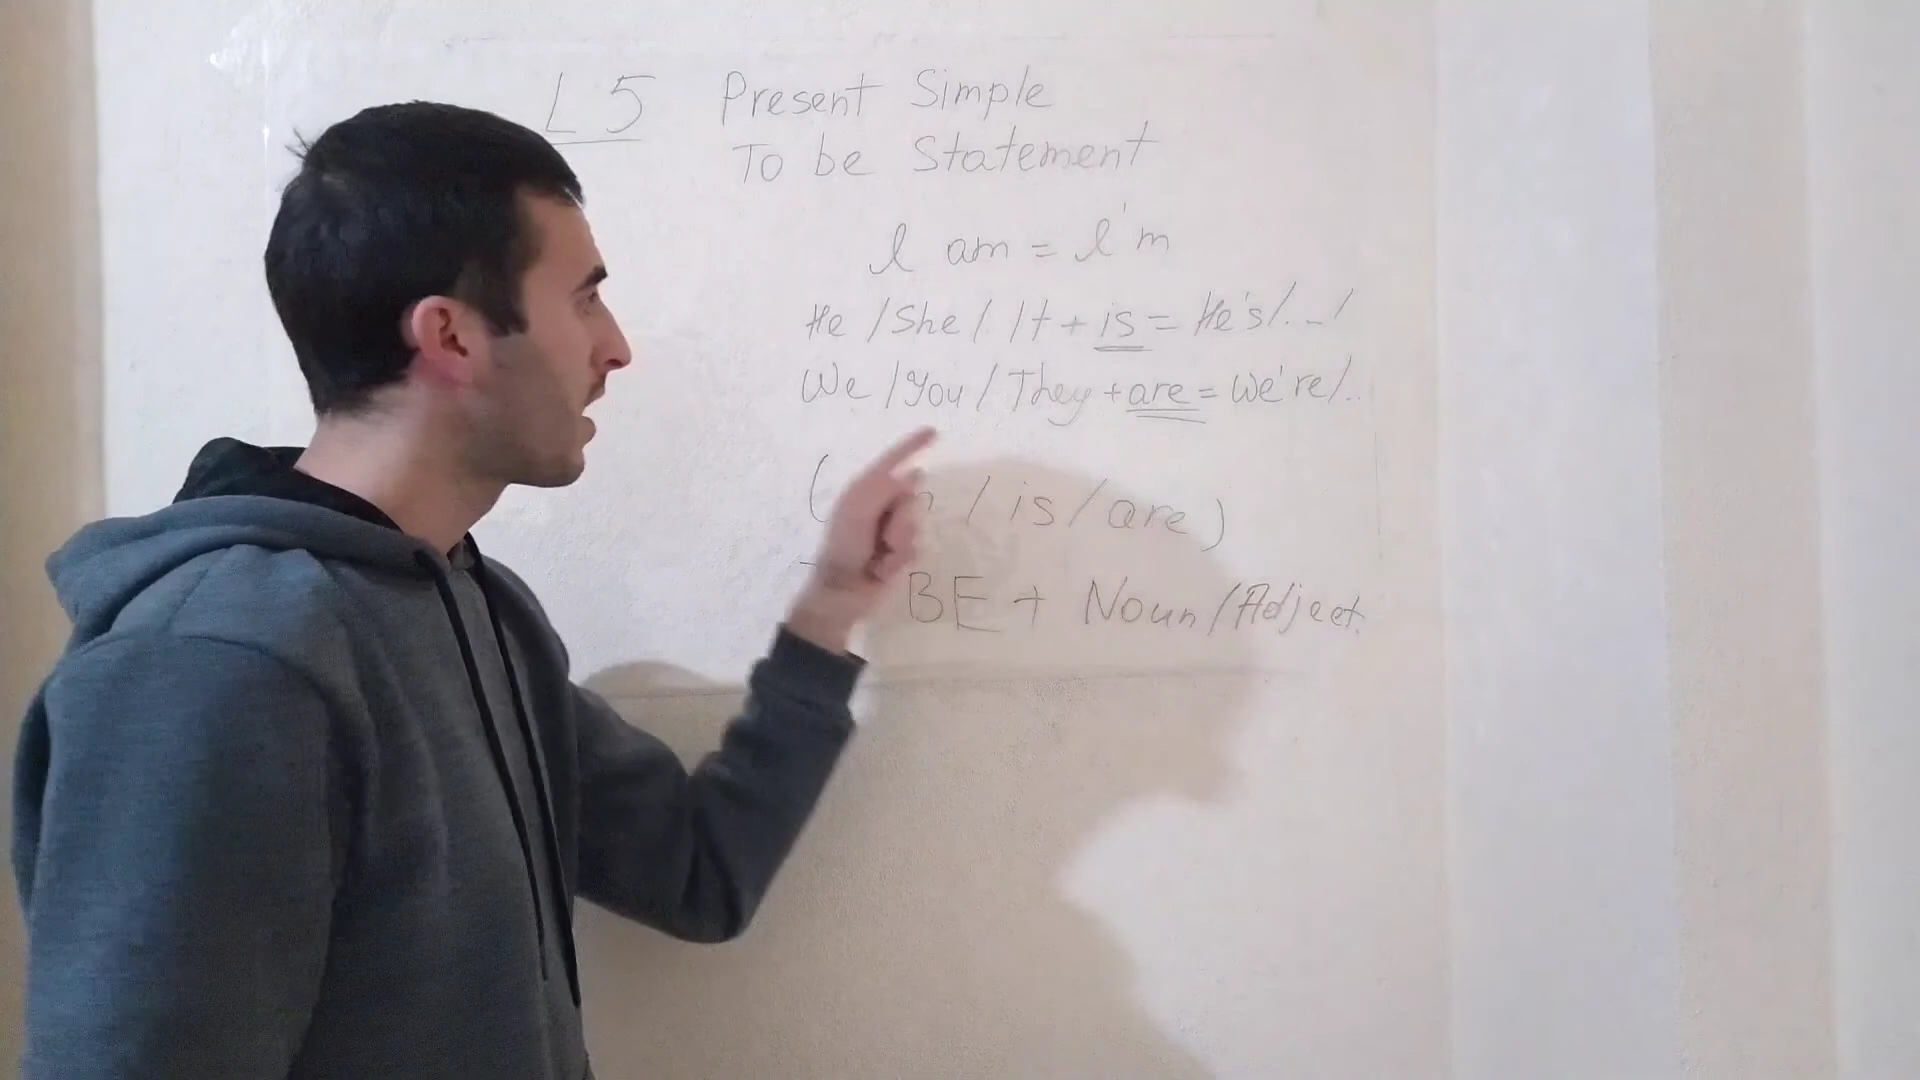 L 5 Present Simple
To be Statement
I am = I'm
He / She / It + is = He's/.../
We / You / They + are = We're/..
( / is / are )
BE + Noun / Adject.